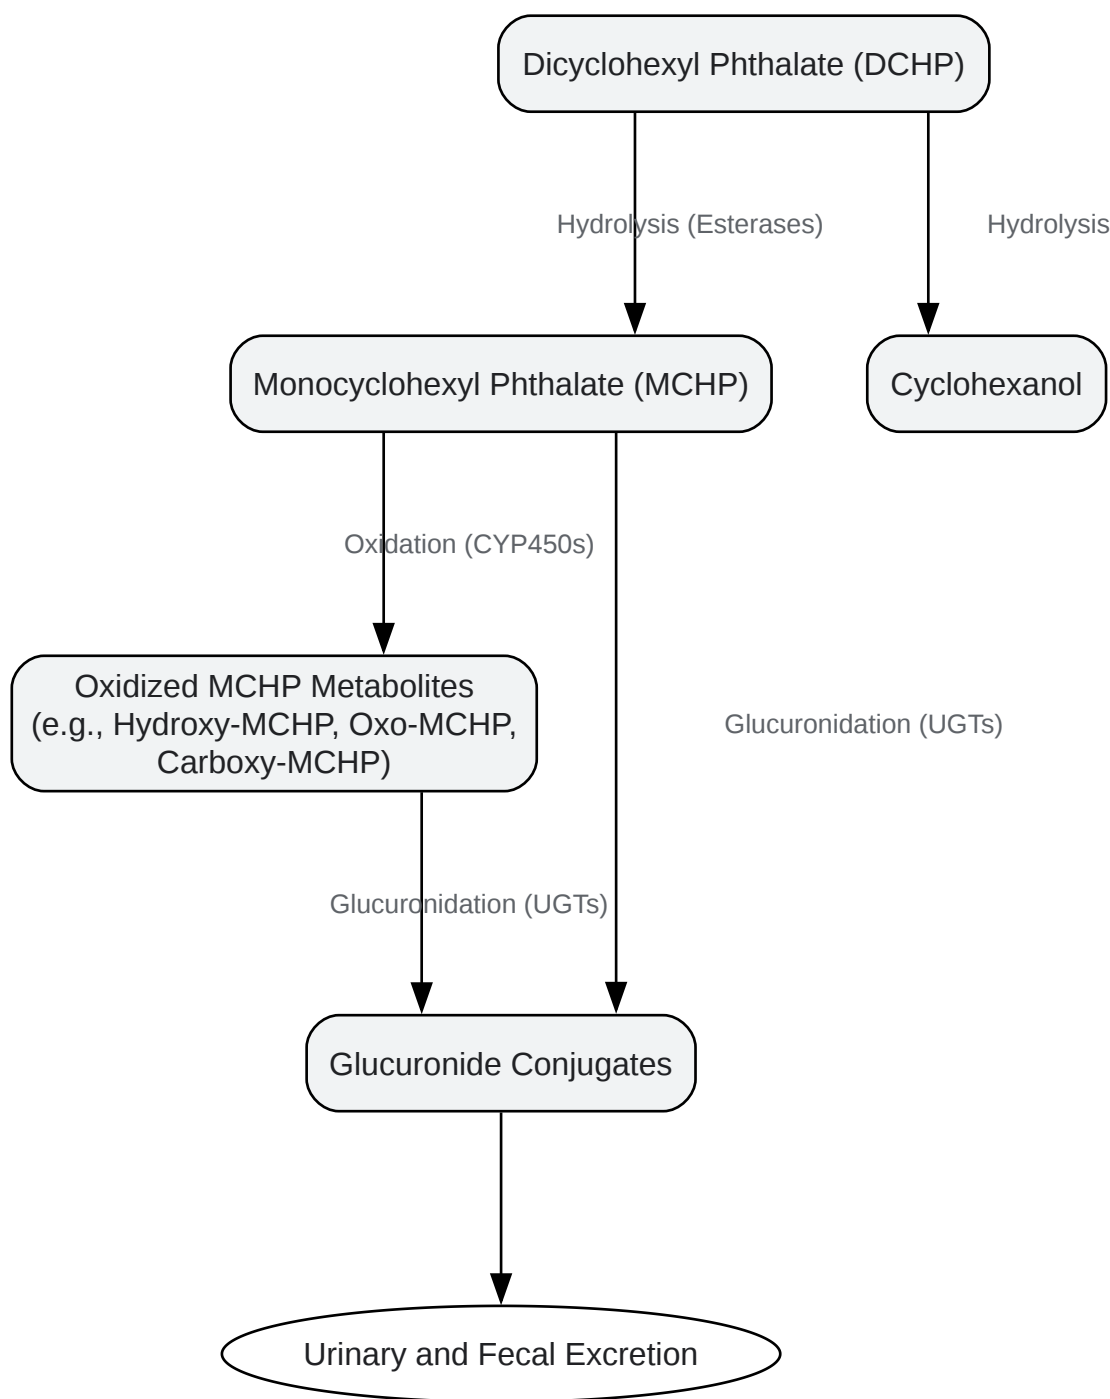 Dicyclohexyl Phthalate (DCHP)
Hydrolysis (Esterases)
Hydrolysis
Monocyclohexyl Phthalate (MCHP)
Cyclohexanol
Oxidation (CYP450s)
Oxidized MCHP Metabolites
(e.g., Hydroxy-MCHP, Oxo-MCHP,
Carboxy-MCHP)
Glucuronidation (UGTs)
Glucuronidation (UGTs)
Glucuronide Conjugates
Urinary and Fecal Excretion